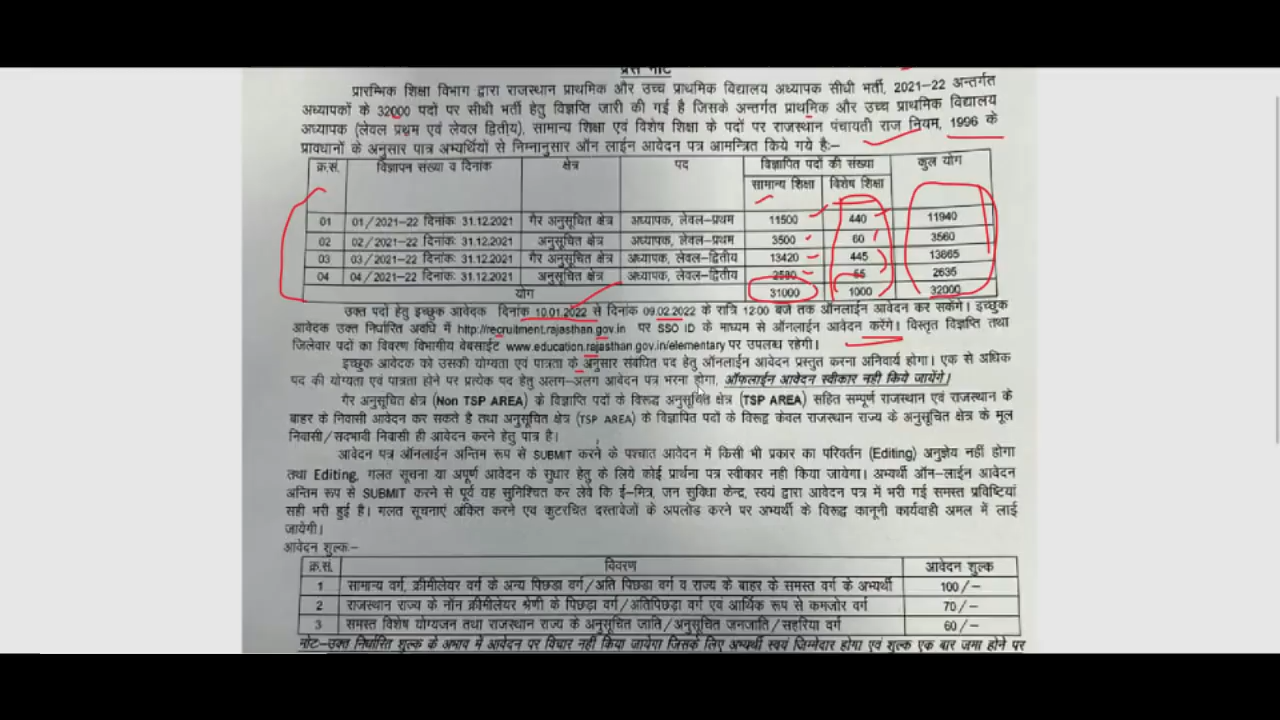 प्रेस नोट
प्रारम्भिक शिक्षा विभाग द्वारा राजस्थान प्राथमिक और उच्च प्राथमिक विद्यालय अध्यापक सीधी भर्ती, 2021-22 अन्तर्गत
अध्यापकों के 32000 पदों पर सीधी भर्ती हेतु विज्ञप्ति जारी की गई है जिसके अन्तर्गत प्राथमिक और उच्च प्राथमिक विद्यालय
अध्यापक (लेवल प्रथम एवं लेवल द्वितीय), सामान्य शिक्षा एवं विशेष शिक्षा के पदों पर राजस्थान पंचायती राज नियम, 1996 के
प्रावधानों के अनुसार पात्र अभ्यर्थियों से निम्नानुसार ऑन लाईन आवेदन पत्र आमन्त्रित किये गये है:-
क्र.सं. विज्ञापन संख्या व दिनांक क्षेत्र पद विज्ञापित पदों की संख्या कुल योग
सामान्य शिक्षा विशेष शिक्षा
01 01/2021-22 दिनांक: 31.12.2021 गैर अनुसूचित क्षेत्र अध्यापक, लेवल-प्रथम 11500 440 11940
02 02/2021-22 दिनांक: 31.12.2021 अनुसूचित क्षेत्र अध्यापक, लेवल-प्रथम 3500 60 3560
03 03/2021-22 दिनांक: 31.12.2021 गैर अनुसूचित क्षेत्र अध्यापक, लेवल-द्वितीय 13420 445 13865
04 04/2021-22 दिनांक: 31.12.2021 अनुसूचित क्षेत्र अध्यापक, लेवल-द्वितीय 2580 55 2635
योग 31000 1000 32000
उक्त पदों हेतु इच्छुक आवेदक दिनांक 10.01.2022 से दिनांक 09.02.2022 के रात्रि 12:00 बजे तक ऑनलाईन आवेदन कर सकेंगे। इच्छुक
आवेदक उक्त निर्धारित अवधि में http://recruitment.rajasthan.gov.in पर SSO ID के माध्यम से ऑनलाईन आवेदन करेंगे। विस्तृत विज्ञप्ति तथा
जिलेवार पदों का विवरण विभागीय वेबसाईट www.education.rajasthan.gov.in/elementary पर उपलब्ध रहेगी।
इच्छुक आवेदक को उसकी योग्यता एवं पात्रता के अनुसार संबंधित पद हेतु ऑनलाईन आवेदन प्रस्तुत करना अनिवार्य होगा। एक से अधिक
पद की योग्यता एवं पात्रता होने पर प्रत्येक पद हेतु अलग-अलग आवेदन पत्र भरना होगा, ऑफलाईन आवेदन स्वीकार नही किये जायेंगे।
गैर अनुसूचित क्षेत्र (Non TSP AREA) के विज्ञप्ति पदों के विरूद्ध अनुसूचित क्षेत्र (TSP AREA) सहित सम्पूर्ण राजस्थान एवं राजस्थान के
बाहर के निवासी आवेदन कर सकते है तथा अनुसूचित क्षेत्र (TSP AREA) के विज्ञापित पदों के विरूद्ध केवल राजस्थान राज्य के अनुसूचित क्षेत्र के मूल
निवासी/सदभावी निवासी ही आवेदन करने हेतु पात्र है।
आवेदन पत्र ऑनलाईन अन्तिम रूप से SUBMIT करने के पश्चात आवेदन में किसी भी प्रकार का परिवर्तन (Editing) अनुज्ञेय नहीं होगा
तथा Editing, गलत सूचना या अपूर्ण आवेदन के सुधार हेतु के लिये कोई प्रार्थना पत्र स्वीकार नही किया जायेगा। अभ्यर्थी ऑन-लाईन आवेदन
अन्तिम रूप से SUBMIT करने से पूर्व यह सुनिश्चित कर लेवे कि ई-मित्र, जन सुविधा केन्द्र, स्वयं द्वारा आवेदन पत्र में भरी गई समस्त प्रविष्टियां
सही भरी हुई है। गलत सूचनाएं अंकित करने एवं कुटरचित दस्तावेजों के अपलोड करने पर अभ्यर्थी के विरूद्ध कानूनी कार्यवाही अमल में लाई
जायेगी।
आवेदन शुल्क:-
क्र.सं. विवरण आवेदन शुल्क
1 सामान्य वर्ग, क्रीमीलेयर वर्ग के अन्य पिछडा वर्ग/अति पिछडा वर्ग व राज्य के बाहर के समस्त वर्ग के अभ्यर्थी 100/-
2 राजस्थान राज्य के नॉन क्रीमीलेयर श्रेणी के पिछडा वर्ग/अतिपिछडा वर्ग एवं आर्थिक रूप से कमजोर वर्ग 70/-
3 समस्त विशेष योग्यजन तथा राजस्थान राज्य के अनुसूचित जाति/अनुसूचित जनजाति/सहरिया वर्ग 60/-
नोट-उक्त निर्धारित शुल्क के अभाव में आवेदन पर विचार नहीं किया जायेगा जिसके लिए अभ्यर्थी स्वयं जिम्मेदार होगा एवं शुल्क एक बार जमा होने पर